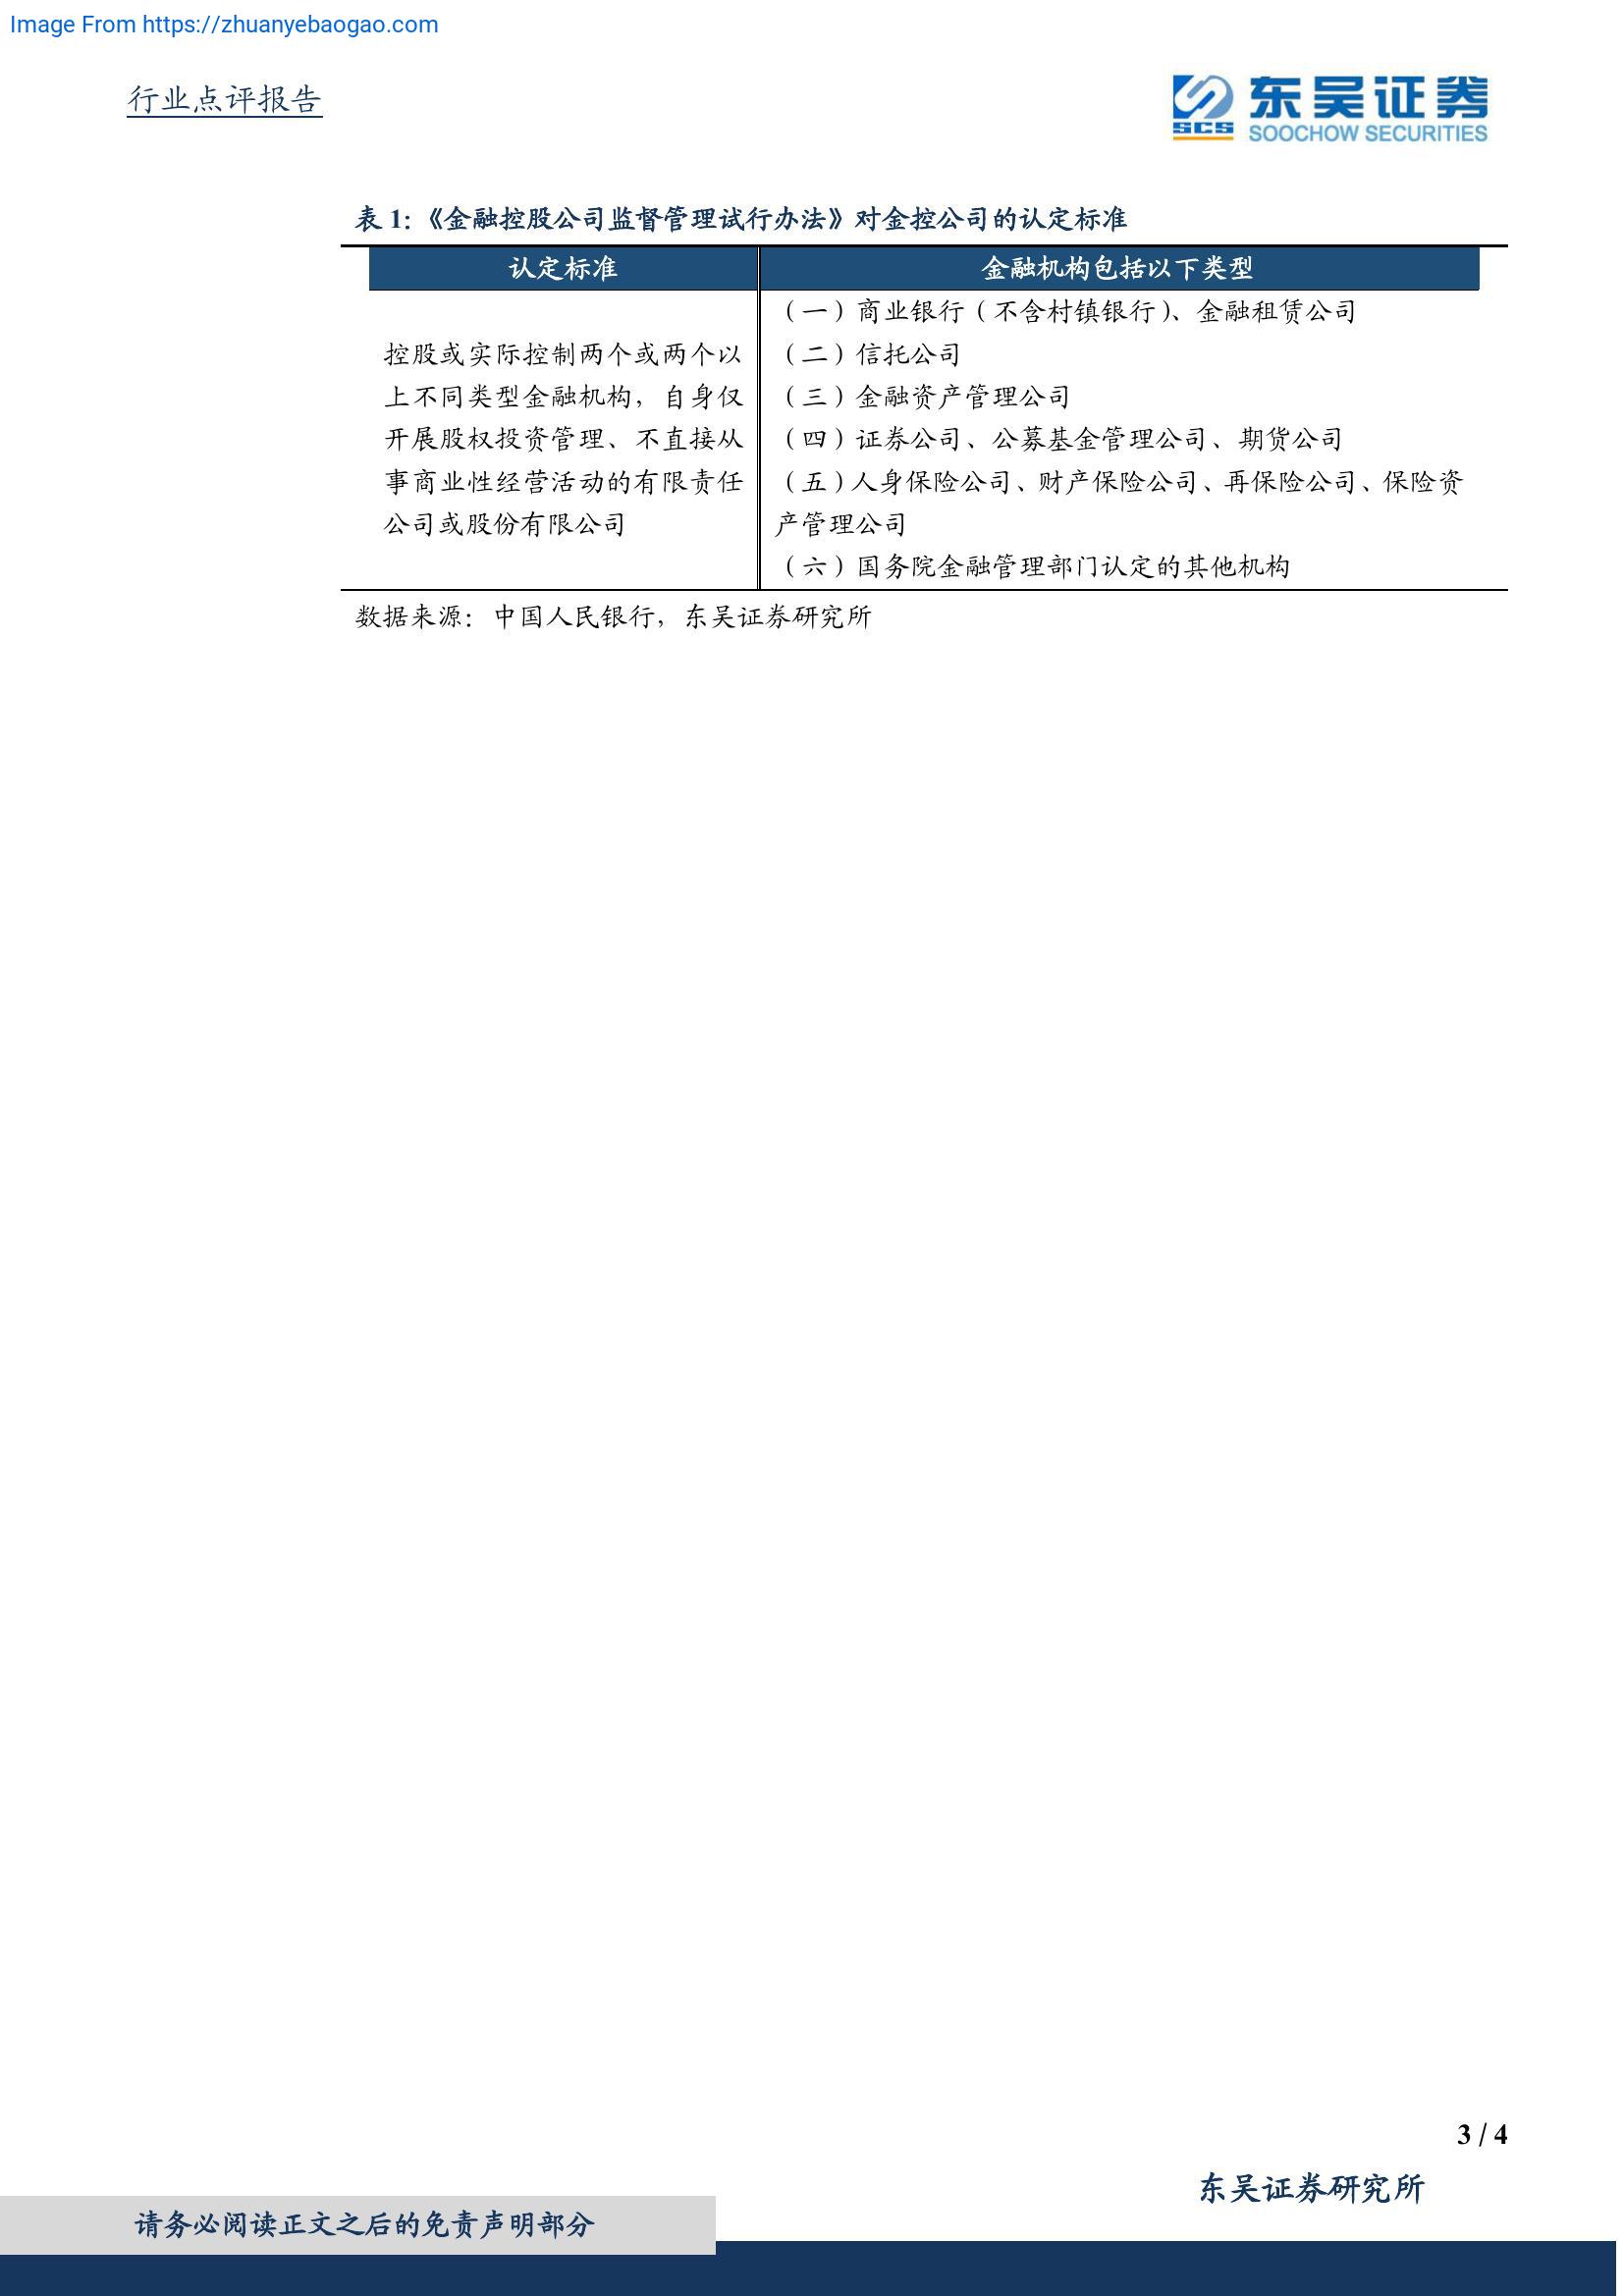 Image From https://zhuanyebaogao.com
行业点评报告
SCS
东吴证券
SOOCHOW SECURITIES
表 1:《金融控股公司监督管理试行办法》对金控公司的认定标准
认定标准
金融机构包括以下类型
控股或实际控制两个或两个以
上不同类型金融机构，自身仅
开展股权投资管理、不直接从
事商业性经营活动的有限责任
公司或股份有限公司
（一）商业银行（不含村镇银行）、金融租赁公司
（二）信托公司
（三）金融资产管理公司
（四）证券公司、公募基金管理公司、期货公司
（五）人身保险公司、财产保险公司、再保险公司、保险资
产管理公司
（六）国务院金融管理部门认定的其他机构
数据来源：中国人民银行，东吴证券研究所
3 / 4
东吴证券研究所
请务必阅读正文之后的免责声明部分